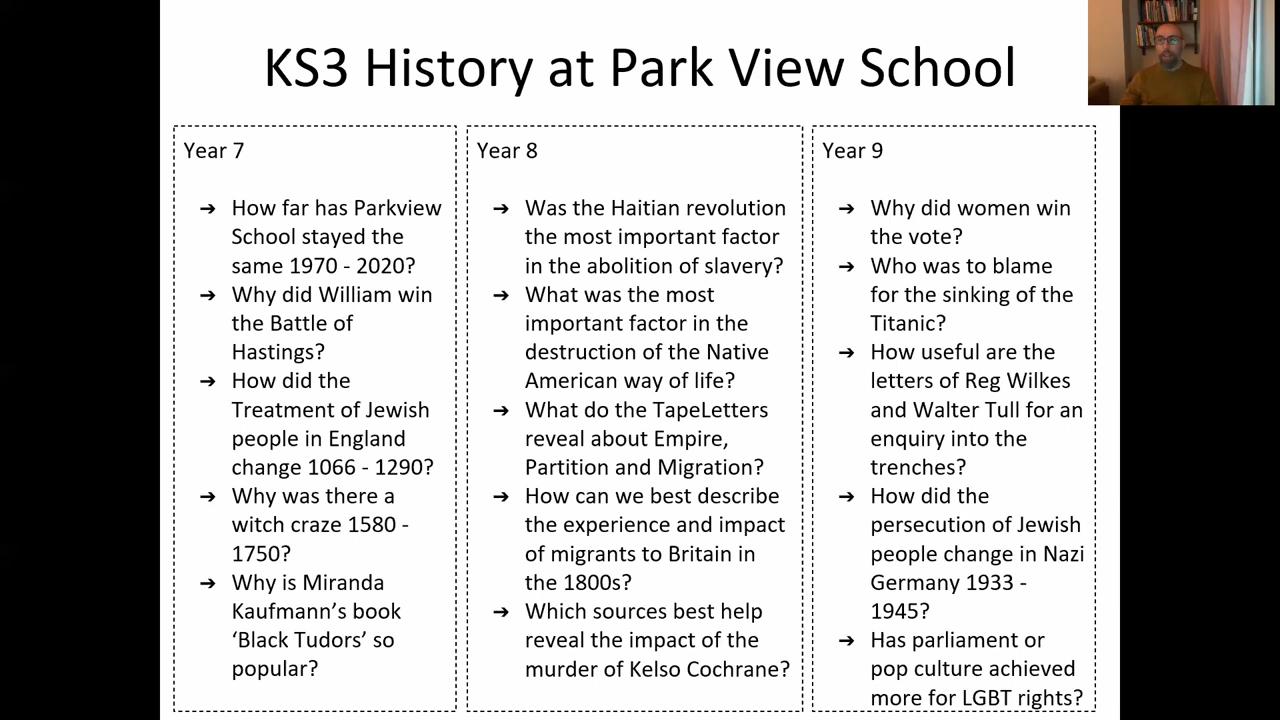 KS3 History at Park View School
Year 7
➔ How far has Parkview
School stayed the
same 1970 - 2020?
➔ Why did William win
the Battle of
Hastings?
➔ How did the
Treatment of Jewish
people in England
change 1066 - 1290?
➔ Why was there a
witch craze 1580 -
1750?
➔ Why is Miranda
Kaufmann’s book
‘Black Tudors’ so
popular?
Year 8
➔ Was the Haitian revolution
the most important factor
in the abolition of slavery?
➔ What was the most
important factor in the
destruction of the Native
American way of life?
➔ What do the TapeLetters
reveal about Empire,
Partition and Migration?
➔ How can we best describe
the experience and impact
of migrants to Britain in
the 1800s?
➔ Which sources best help
reveal the impact of the
murder of Kelso Cochrane?
Year 9
➔ Why did women win
the vote?
➔ Who was to blame
for the sinking of the
Titanic?
➔ How useful are the
letters of Reg Wilkes
and Walter Tull for an
enquiry into the
trenches?
➔ How did the
persecution of Jewish
people change in Nazi
Germany 1933 -
1945?
➔ Has parliament or
pop culture achieved
more for LGBT rights?